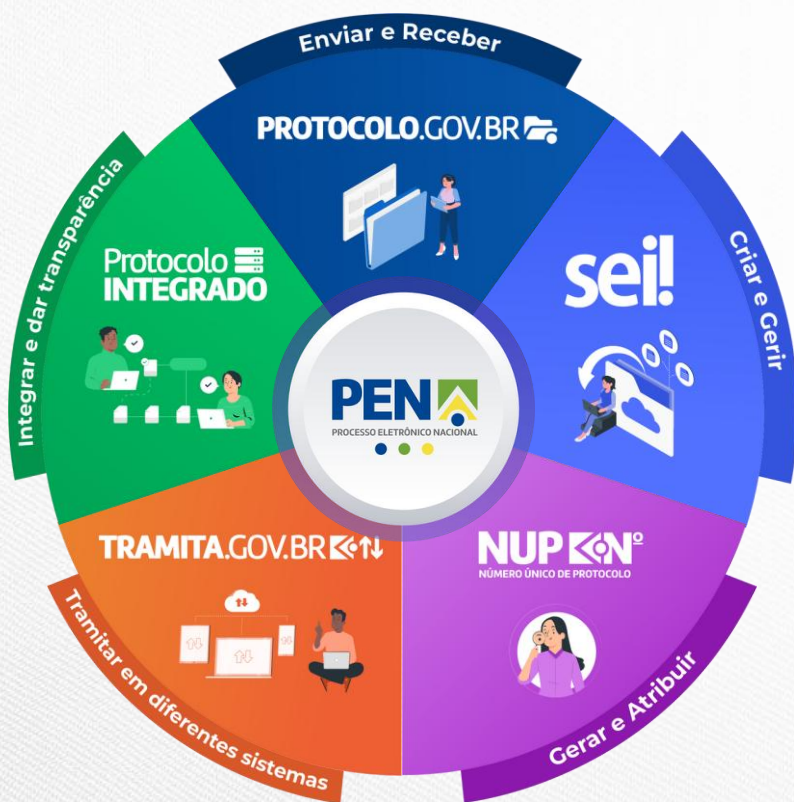 Enviar e Receber
PROTOCOLO.GOV.BR
Criar e Gerir
sei!
Gerar e Atribuir
NUP Nº
NÚMERO ÚNICO DE PROTOCOLO
Tramitar em diferentes sistemas
TRAMITA.GOV.BR
Integrar e dar transparência
Protocolo
INTEGRADO
PEN
PROCESSO ELETRÔNICO NACIONAL